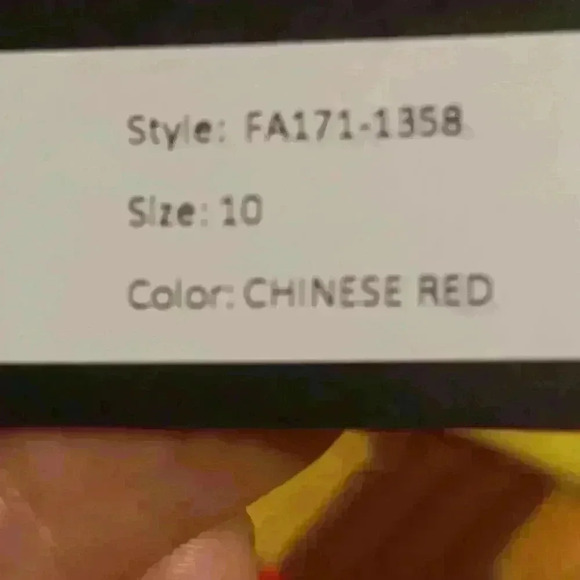 Style: FA171-1358
Size: 10
Color: CHINESE RED